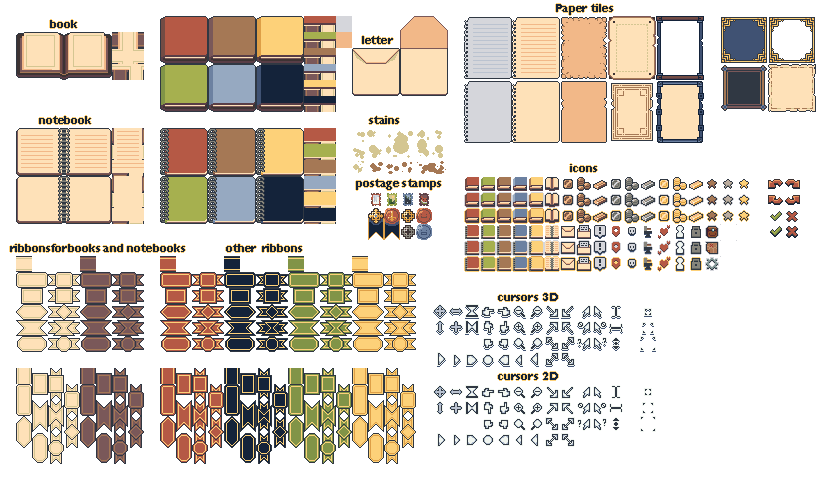 Paper tiles
book
letter
notebook
stains
icons
postage stamps
ribbonsforbooks and notebooks
other ribbons
cursors 3D
cursors 2D